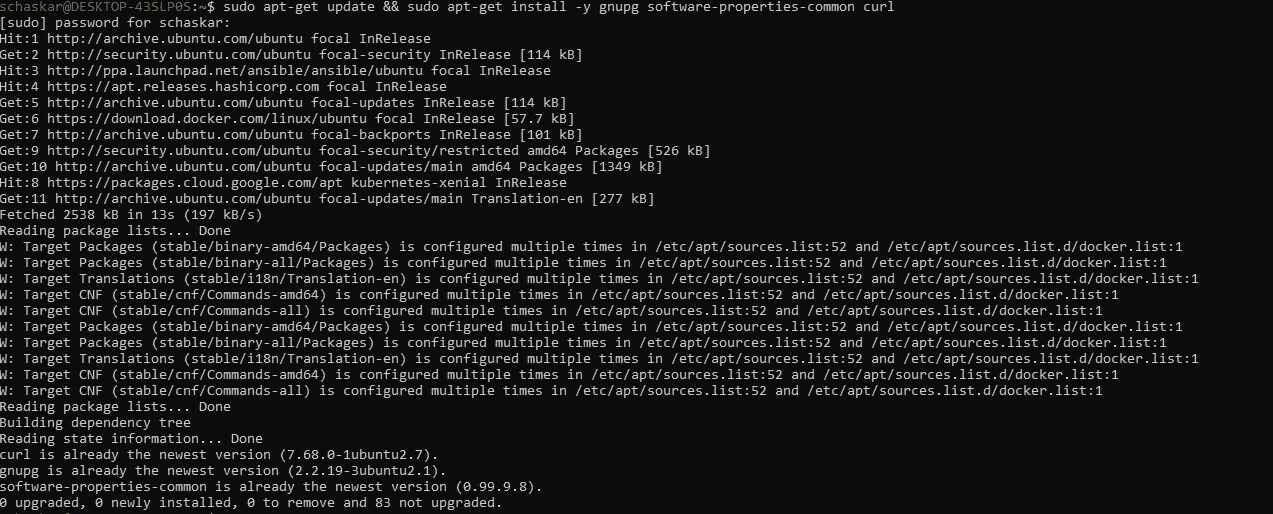 schaskar@DESKTOP-43SLP0S:~$ sudo apt-get update && sudo apt-get install -y gnupg software-properties-common curl
[sudo] password for schaskar:
Hit:1 http://archive.ubuntu.com/ubuntu focal InRelease
Get:2 http://security.ubuntu.com/ubuntu focal-security InRelease [114 kB]
Hit:3 http://ppa.launchpad.net/ansible/ansible/ubuntu focal InRelease
Hit:4 https://apt.releases.hashicorp.com focal InRelease
Get:5 http://archive.ubuntu.com/ubuntu focal-updates InRelease [114 kB]
Get:6 https://download.docker.com/linux/ubuntu focal InRelease [57.7 kB]
Get:7 http://archive.ubuntu.com/ubuntu focal-backports InRelease [101 kB]
Get:9 http://security.ubuntu.com/ubuntu focal-security/restricted amd64 Packages [526 kB]
Get:10 http://archive.ubuntu.com/ubuntu focal-updates/main amd64 Packages [1349 kB]
Hit:8 https://packages.cloud.google.com/apt kubernetes-xenial InRelease
Get:11 http://archive.ubuntu.com/ubuntu focal-updates/main Translation-en [277 kB]
Fetched 2538 kB in 13s (197 kB/s)
Reading package lists... Done
W: Target Packages (stable/binary-amd64/Packages) is configured multiple times in /etc/apt/sources.list:52 and /etc/apt/sources.list.d/docker.list:1
W: Target Packages (stable/binary-all/Packages) is configured multiple times in /etc/apt/sources.list:52 and /etc/apt/sources.list.d/docker.list:1
W: Target Translations (stable/i18n/Translation-en) is configured multiple times in /etc/apt/sources.list:52 and /etc/apt/sources.list.d/docker.list:1
W: Target CNF (stable/cnf/Commands-amd64) is configured multiple times in /etc/apt/sources.list:52 and /etc/apt/sources.list.d/docker.list:1
W: Target CNF (stable/cnf/Commands-all) is configured multiple times in /etc/apt/sources.list:52 and /etc/apt/sources.list.d/docker.list:1
W: Target Packages (stable/binary-amd64/Packages) is configured multiple times in /etc/apt/sources.list:52 and /etc/apt/sources.list.d/docker.list:1
W: Target Packages (stable/binary-all/Packages) is configured multiple times in /etc/apt/sources.list:52 and /etc/apt/sources.list.d/docker.list:1
W: Target Translations (stable/i18n/Translation-en) is configured multiple times in /etc/apt/sources.list:52 and /etc/apt/sources.list.d/docker.list:1
W: Target CNF (stable/cnf/Commands-amd64) is configured multiple times in /etc/apt/sources.list:52 and /etc/apt/sources.list.d/docker.list:1
W: Target CNF (stable/cnf/Commands-all) is configured multiple times in /etc/apt/sources.list:52 and /etc/apt/sources.list.d/docker.list:1
Reading package lists... Done
Building dependency tree
Reading state information... Done
curl is already the newest version (7.68.0-1ubuntu2.7).
gnupg is already the newest version (2.2.19-3ubuntu2.1).
software-properties-common is already the newest version (0.99.9.8).
0 upgraded, 0 newly installed, 0 to remove and 83 not upgraded.